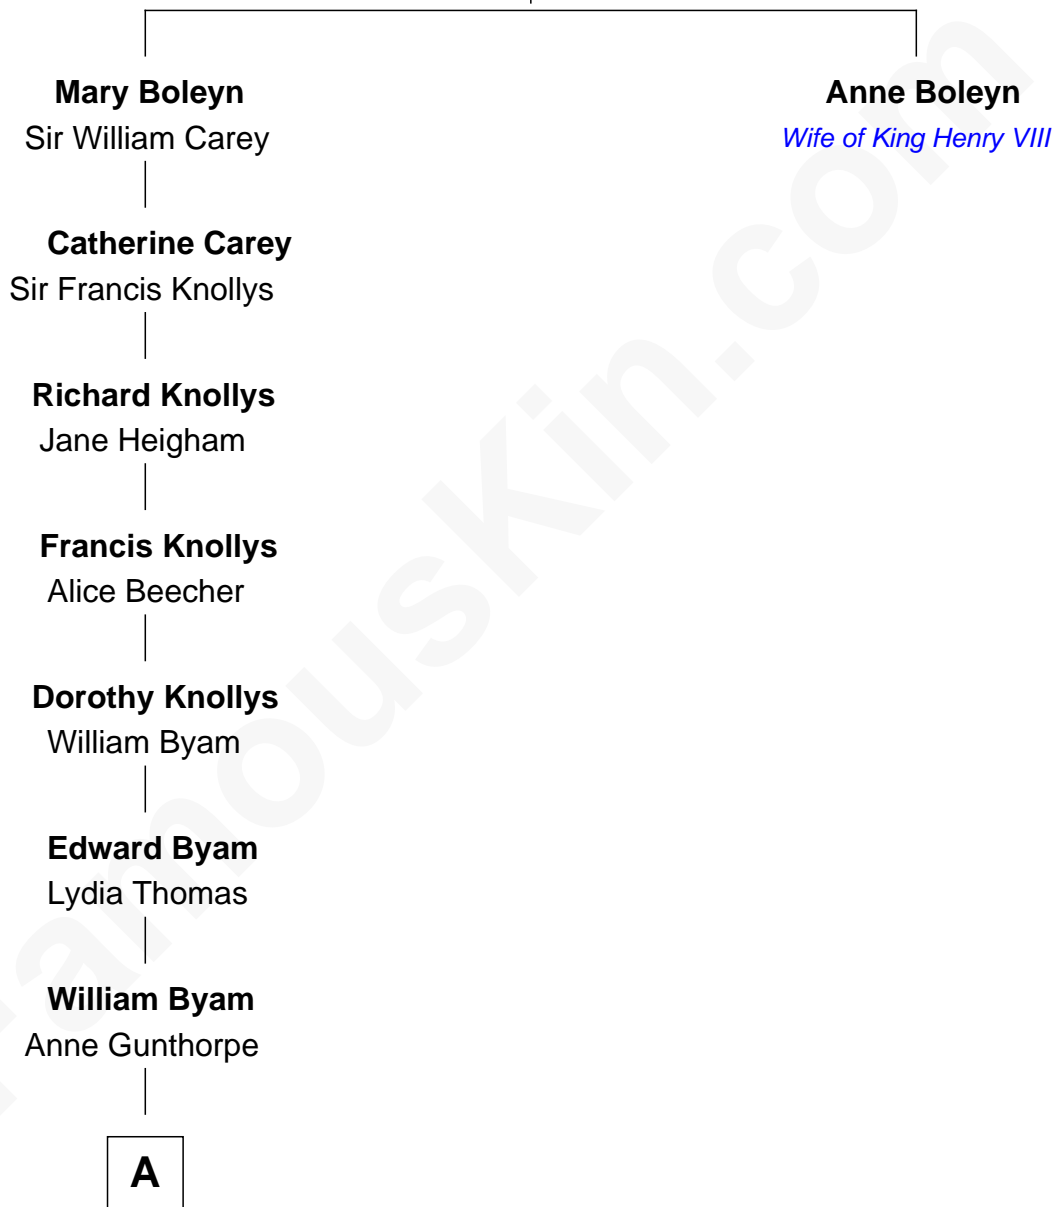 Mary Boleyn
Sir William Carey
Anne Boleyn
Wife of King Henry VIII
Catherine Carey
Sir Francis Knollys
Richard Knollys
Jane Heigham
Francis Knollys
Alice Beecher
Dorothy Knollys
William Byam
Edward Byam
Lydia Thomas
William Byam
Anne Gunthorpe
A
FamousKin.com